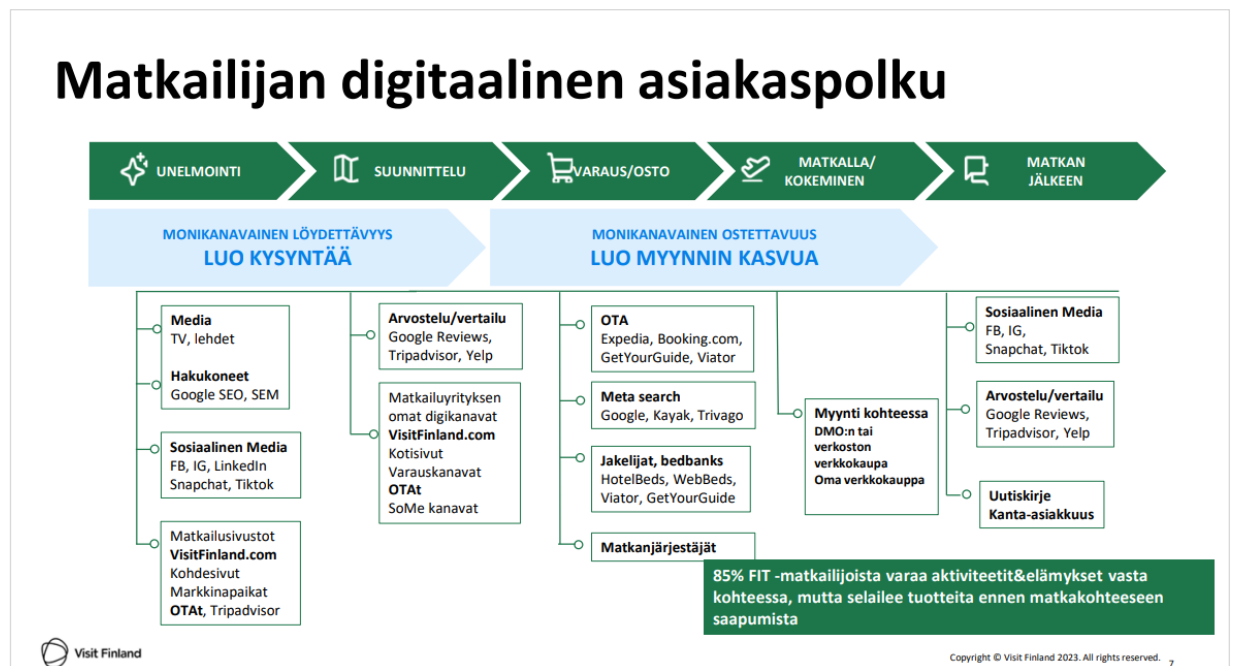 Matkailijan digitaalinen asiakaspolku
UNELMOINTI
SUUNNITTELU
VARAUS/OSTO
MATKALLA/
KOKEMINEN
MATKAN
JÄLKEEN
MONIKANAVAINEN LÖYDETTÄVYYS
LUO KYSYNTÄÄ
MONIKANAVAINEN OSTETTAVUUS
LUO MYYNNIN KASVUA
Media
TV, lehdet
Hakukoneet
Google SEO, SEM
Sosiaalinen Media
FB, IG, LinkedIn
Snapchat, Tiktok
Matkailusivustot
VisitFinland.com
Kohdesivut
Markkinapaikat
OTAt, Tripadvisor
Arvostelu/vertailu
Google Reviews,
Tripadvisor, Yelp
Matkailuyrityksen
omat digikanavat
VisitFinland.com
Kotisivut
Varauskanavat
OTAt
SoMe kanavat
OTA
Expedia, Booking.com,
GetYourGuide, Viator
Meta search
Google, Kayak, Trivago
Jakelijat, bedbanks
HotelBeds, WebBeds,
Viator, GetYourGuide
Matkanjärjestäjät
Myynti kohteessa
DMO:n tai
verkoston
verkkokaupa
Oma verkkokauppa
Sosiaalinen Media
FB, IG,
Snapchat, Tiktok
Arvostelu/vertailu
Google Reviews,
Tripadvisor, Yelp
Uutiskirje
Kanta-asiakkuus
85% FIT -matkailijoista varaa aktiviteetit&elämykset vasta
kohteessa, mutta selailee tuotteita ennen matkakohteeseen
saapumista
Visit Finland
Copyright © Visit Finland 2023. All rights reserved.
7